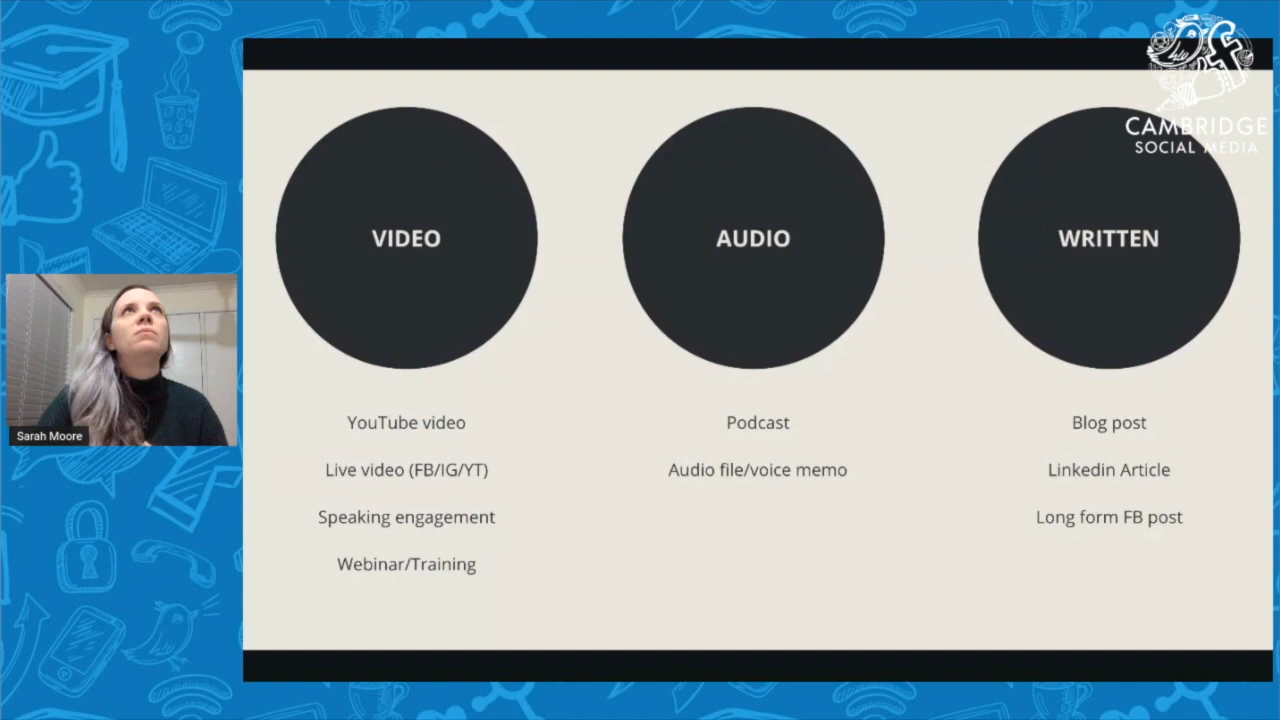 CAMBRIDGE
SOCIAL MEDIA
VIDEO
AUDIO
WRITTEN
YouTube video
Live video (FB/IG/YT)
Speaking engagement
Webinar/Training
Podcast
Audio file/voice memo
Blog post
Linkedin Article
Long form FB post
Sarah Moore